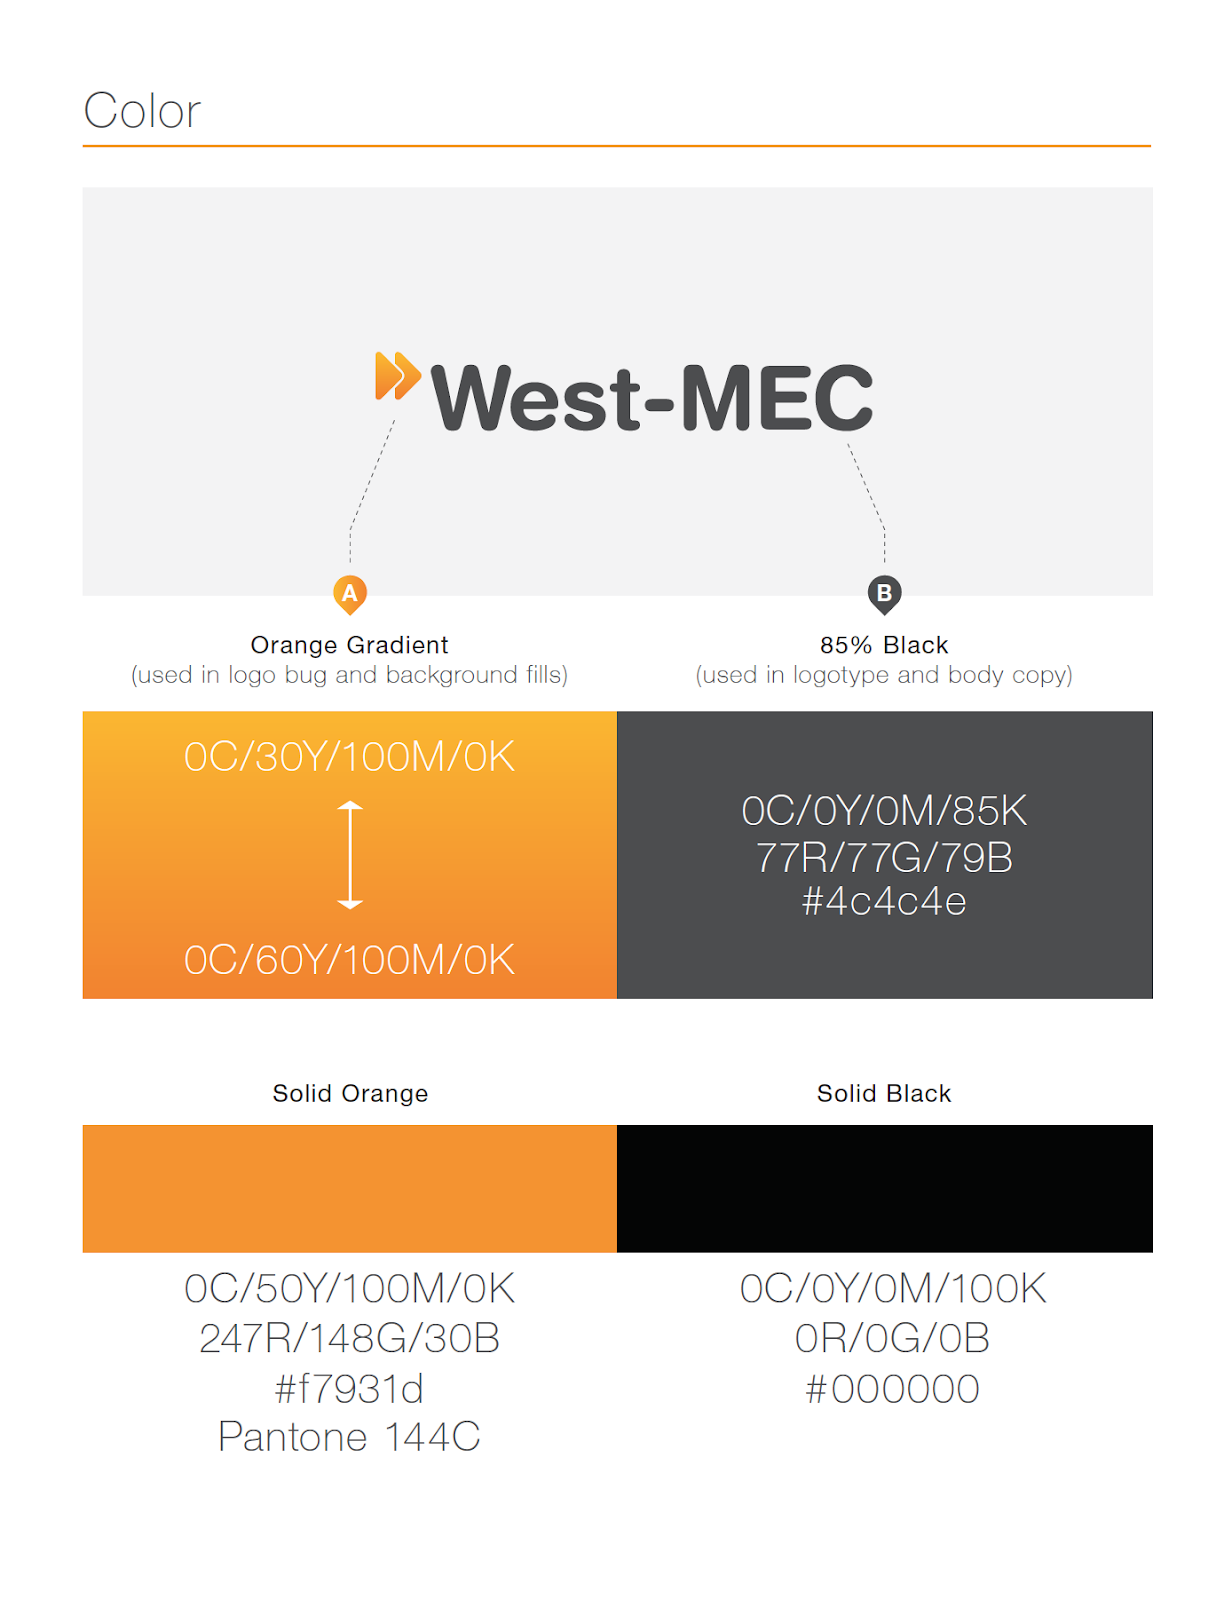 Color
West-MEC
A
B
Orange Gradient
(used in logo bug and background fills)
85% Black
(used in logotype and body copy)
0C/30Y/100M/0K
0C/60Y/100M/0K
0C/0Y/0M/85K
77R/77G/79B
#4c4c4e
Solid Orange
Solid Black
0C/50Y/100M/0K
247R/148G/30B
#f7931d
Pantone 144C
0C/0Y/0M/100K
0R/0G/0B
#000000